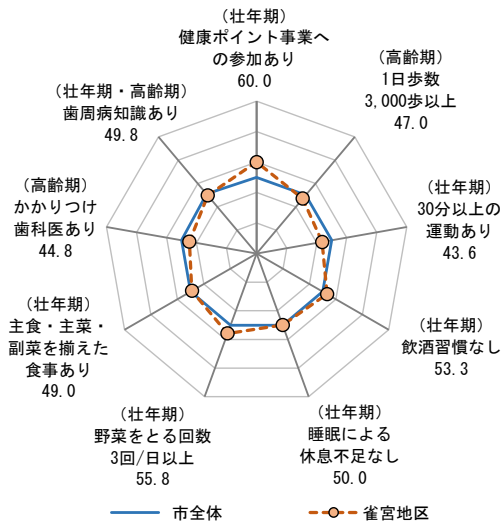 （壮年期）
健康ポイント事業へ
の参加あり
60.0
（高齢期）
1日歩数
3,000歩以上
47.0
（壮年期）
30分以上の
運動あり
43.6
（壮年期）
飲酒習慣なし
53.3
（壮年期）
睡眠による
休息不足なし
50.0
（壮年期）
野菜をとる回数
3回/日以上
55.8
（壮年期）
主食・主菜・
副菜を揃えた
食事あり
49.0
（高齢期）
かかりつけ
歯科医あり
44.8
（壮年期・高齢期）
歯周病知識あり
49.8
市全体
雀宮地区